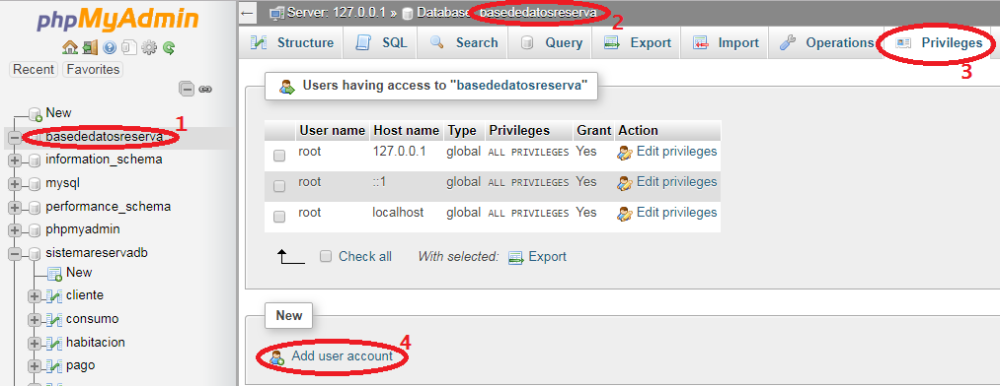 phpMyAdmin
Recent Favorites
New
basededatosreserva 1
information_schema
mysql
performance_schema
phpmyadmin
sistemareservadb
New
cliente
consumo
habitacion
pago
Server: 127.0.0.1 » Database: basededatosreserva 2
Structure SQL Search Query Export Import Operations Privileges
3
Users having access to "basededatosreserva"
User name Host name Type Privileges Grant Action
root 127.0.0.1 global ALL PRIVILEGES Yes Edit privileges
root ::1 global ALL PRIVILEGES Yes Edit privileges
root localhost global ALL PRIVILEGES Yes Edit privileges
Check all With selected: Export
New
Add user account 4